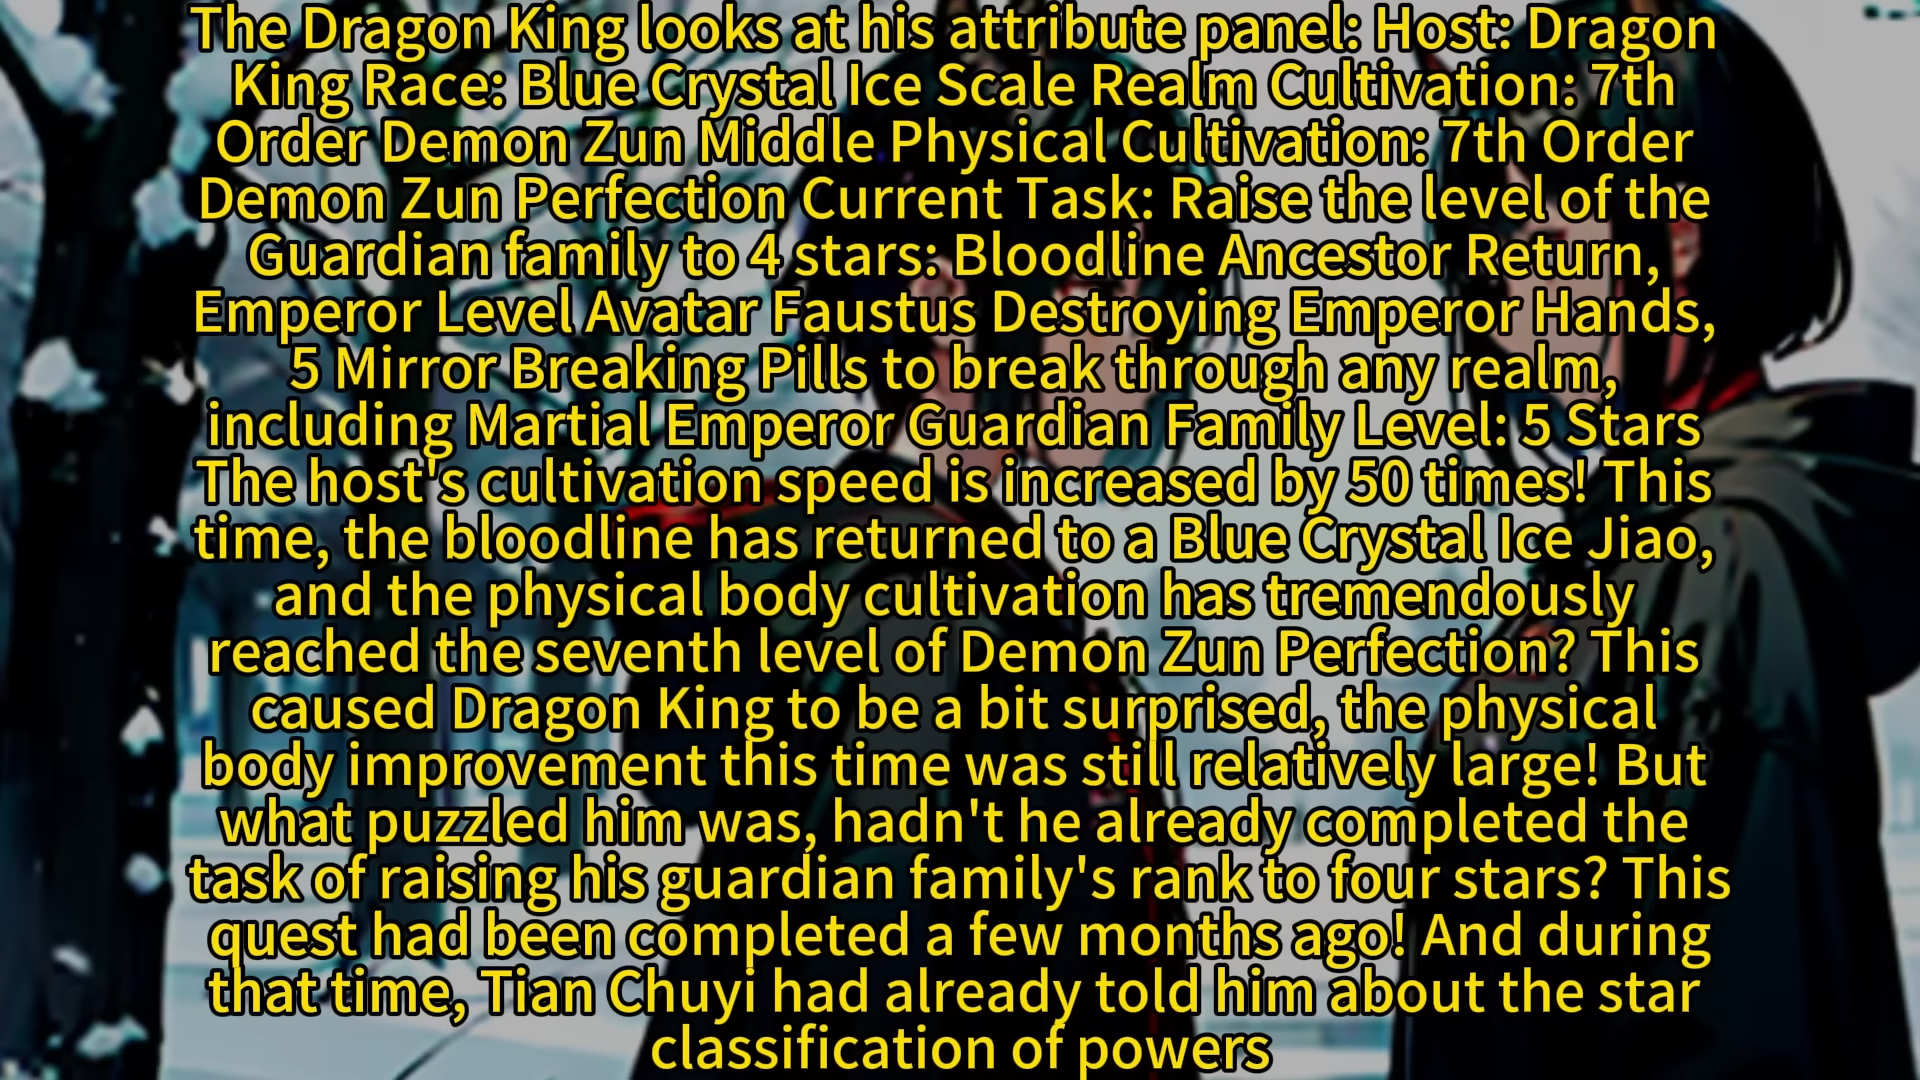 The Dragon King looks at his attribute panel: Host: Dragon
King Race: Blue Crystal Ice Scale Realm Cultivation: 7th
Order Demon Zun Middle Physical Cultivation: 7th Order
Demon Zun Perfection Current Task: Raise the level of the
Guardian family to 4 stars: Bloodline Ancestor Return,
Emperor Level Avatar Faustus Destroying Emperor Hands,
5 Mirror Breaking Pills to break through any realm,
including Martial Emperor Guardian Family Level: 5 Stars
The host's cultivation speed is increased by 50 times! This
time, the bloodline has returned to a Blue Crystal Ice Jiao,
and the physical body cultivation has tremendously
reached the seventh level of Demon Zun Perfection? This
caused Dragon King to be a bit surprised, the physical
body improvement this time was still relatively large! But
what puzzled him was, hadn't he already completed the
task of raising his guardian family's rank to four stars? This
quest had been completed a few months ago! And during
that time, Tian Chuyi had already told him about the star
classification of powers